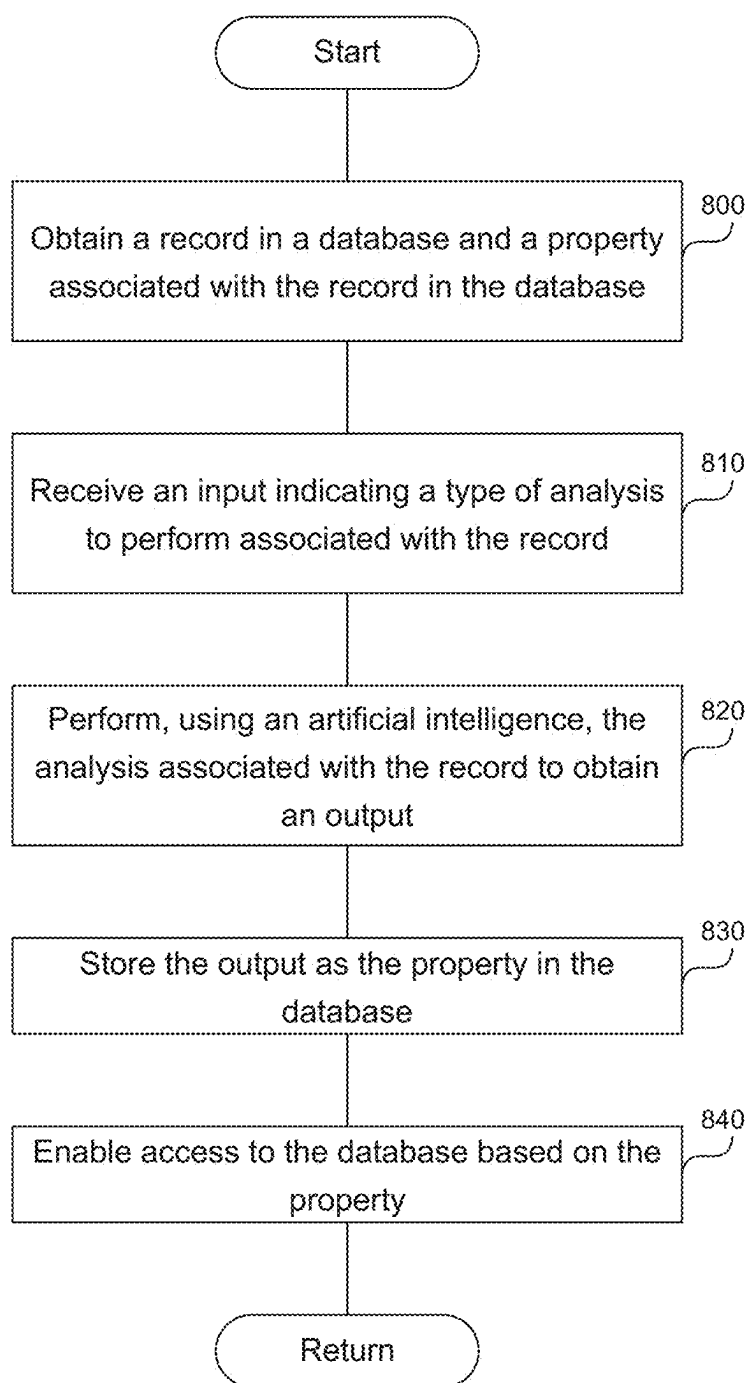 Start
800
Obtain a record in a database and a property
associated with the record in the database
810
Receive an input indicating a type of analysis
to perform associated with the record
820
Perform, using an artificial intelligence, the
analysis associated with the record to obtain
an output
830
Store the output as the property in the
database
840
Enable access to the database based on the
property
Return